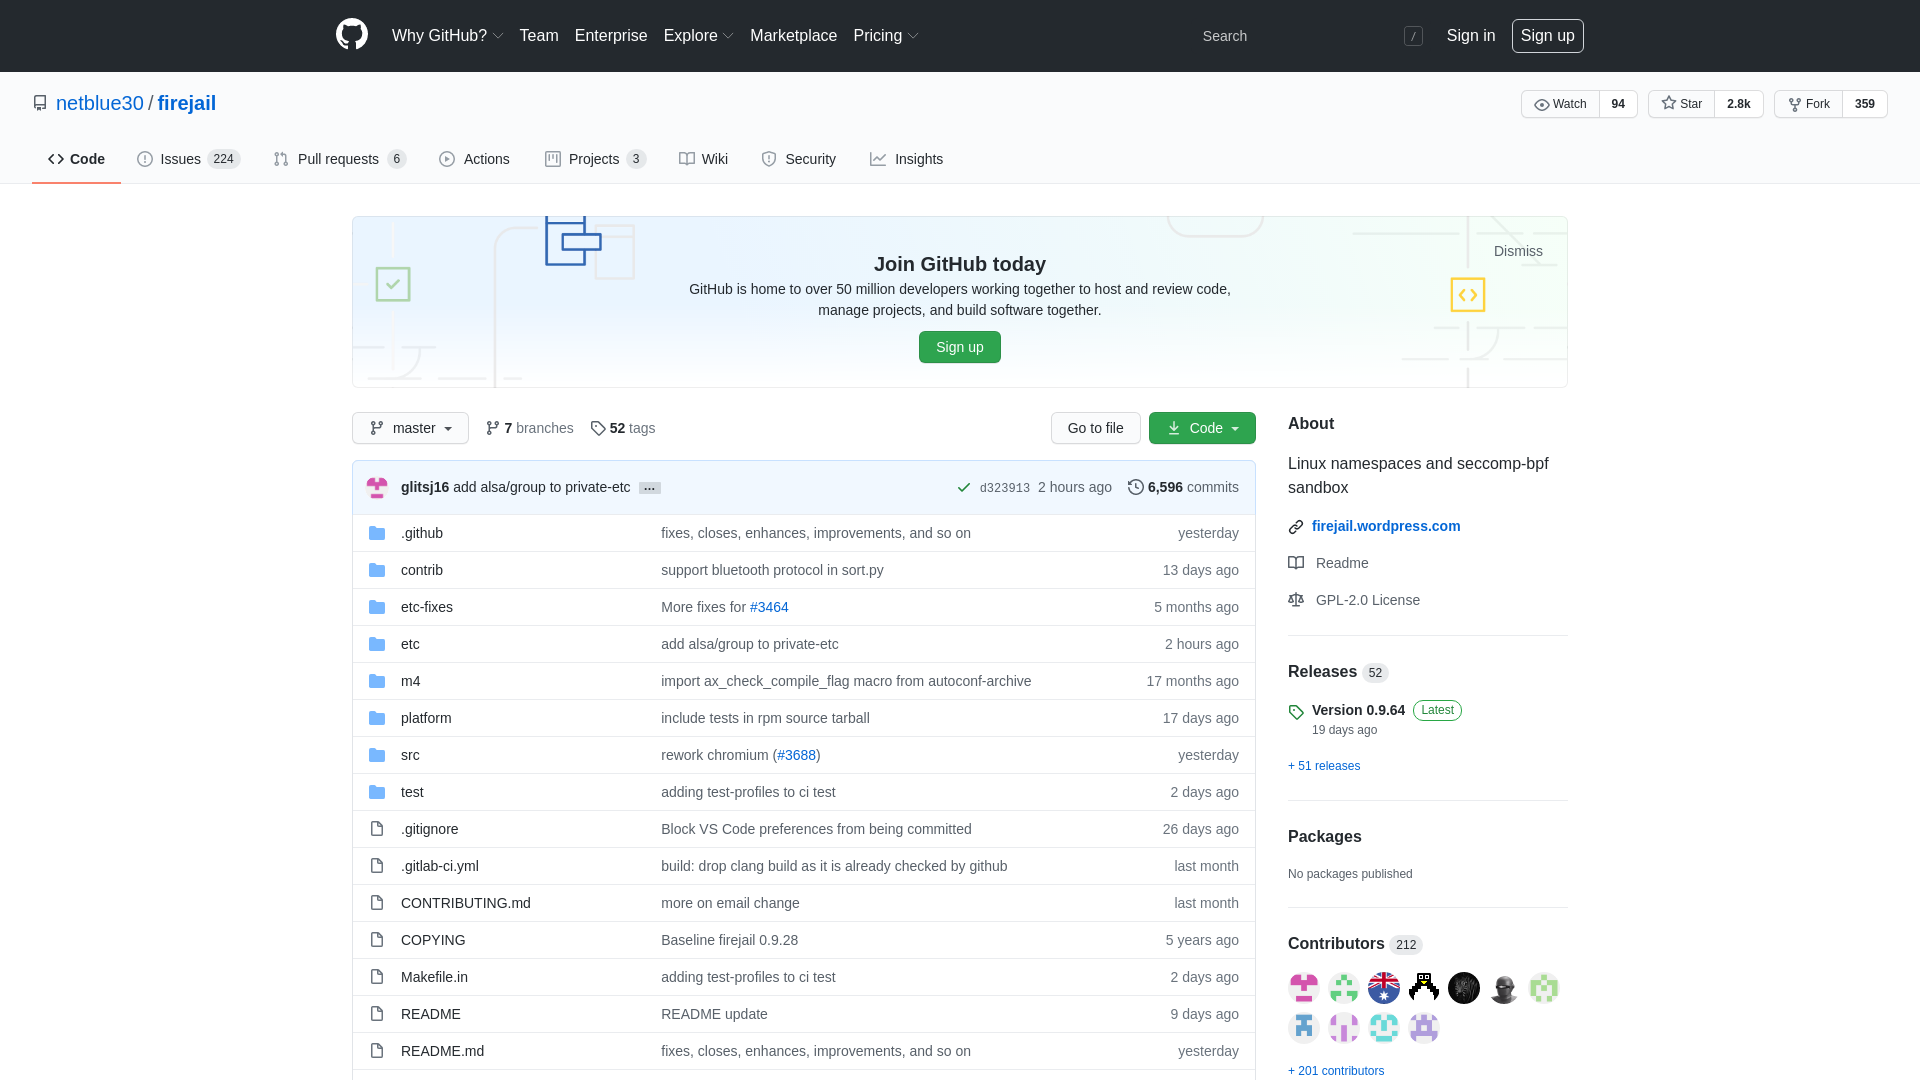 Why GitHub? Team Enterprise Explore Marketplace Pricing Search / Sign in Sign up
netblue30 / firejail Watch 94 Star 2.8k Fork 359
Code Issues 224 Pull requests 6 Actions Projects 3 Wiki Security Insights
Dismiss
Join GitHub today
GitHub is home to over 50 million developers working together to host and review code,
manage projects, and build software together.
Sign up
master 7 branches 52 tags Go to file Code
glitsj16 add alsa/group to private-etc … d323913 2 hours ago 6,596 commits
.github fixes, closes, enhances, improvements, and so on yesterday
contrib support bluetooth protocol in sort.py 13 days ago
etc-fixes More fixes for #3464 5 months ago
etc add alsa/group to private-etc 2 hours ago
m4 import ax_check_compile_flag macro from autoconf-archive 17 months ago
platform include tests in rpm source tarball 17 days ago
src rework chromium (#3688) yesterday
test adding test-profiles to ci test 2 days ago
.gitignore Block VS Code preferences from being committed 26 days ago
.gitlab-ci.yml build: drop clang build as it is already checked by github last month
CONTRIBUTING.md more on email change last month
COPYING Baseline firejail 0.9.28 5 years ago
Makefile.in adding test-profiles to ci test 2 days ago
README README update 9 days ago
README.md fixes, closes, enhances, improvements, and so on yesterday
About
Linux namespaces and seccomp-bpf
sandbox
firejail.wordpress.com
Readme
GPL-2.0 License
Releases 52
Version 0.9.64 Latest
19 days ago
+ 51 releases
Packages
No packages published
Contributors 212
+ 201 contributors